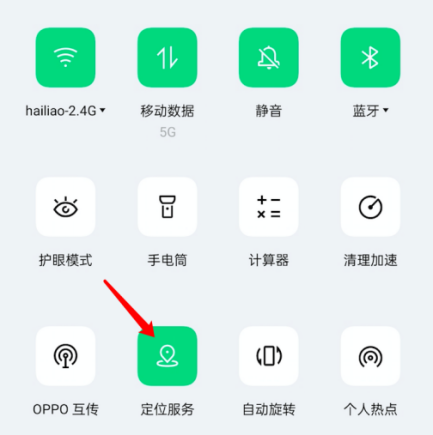 hailiao-2.4G 移动数据 静音 蓝牙
5G
护眼模式 手电筒 计算器 清理加速
OPPO 互传 定位服务 自动旋转 个人热点